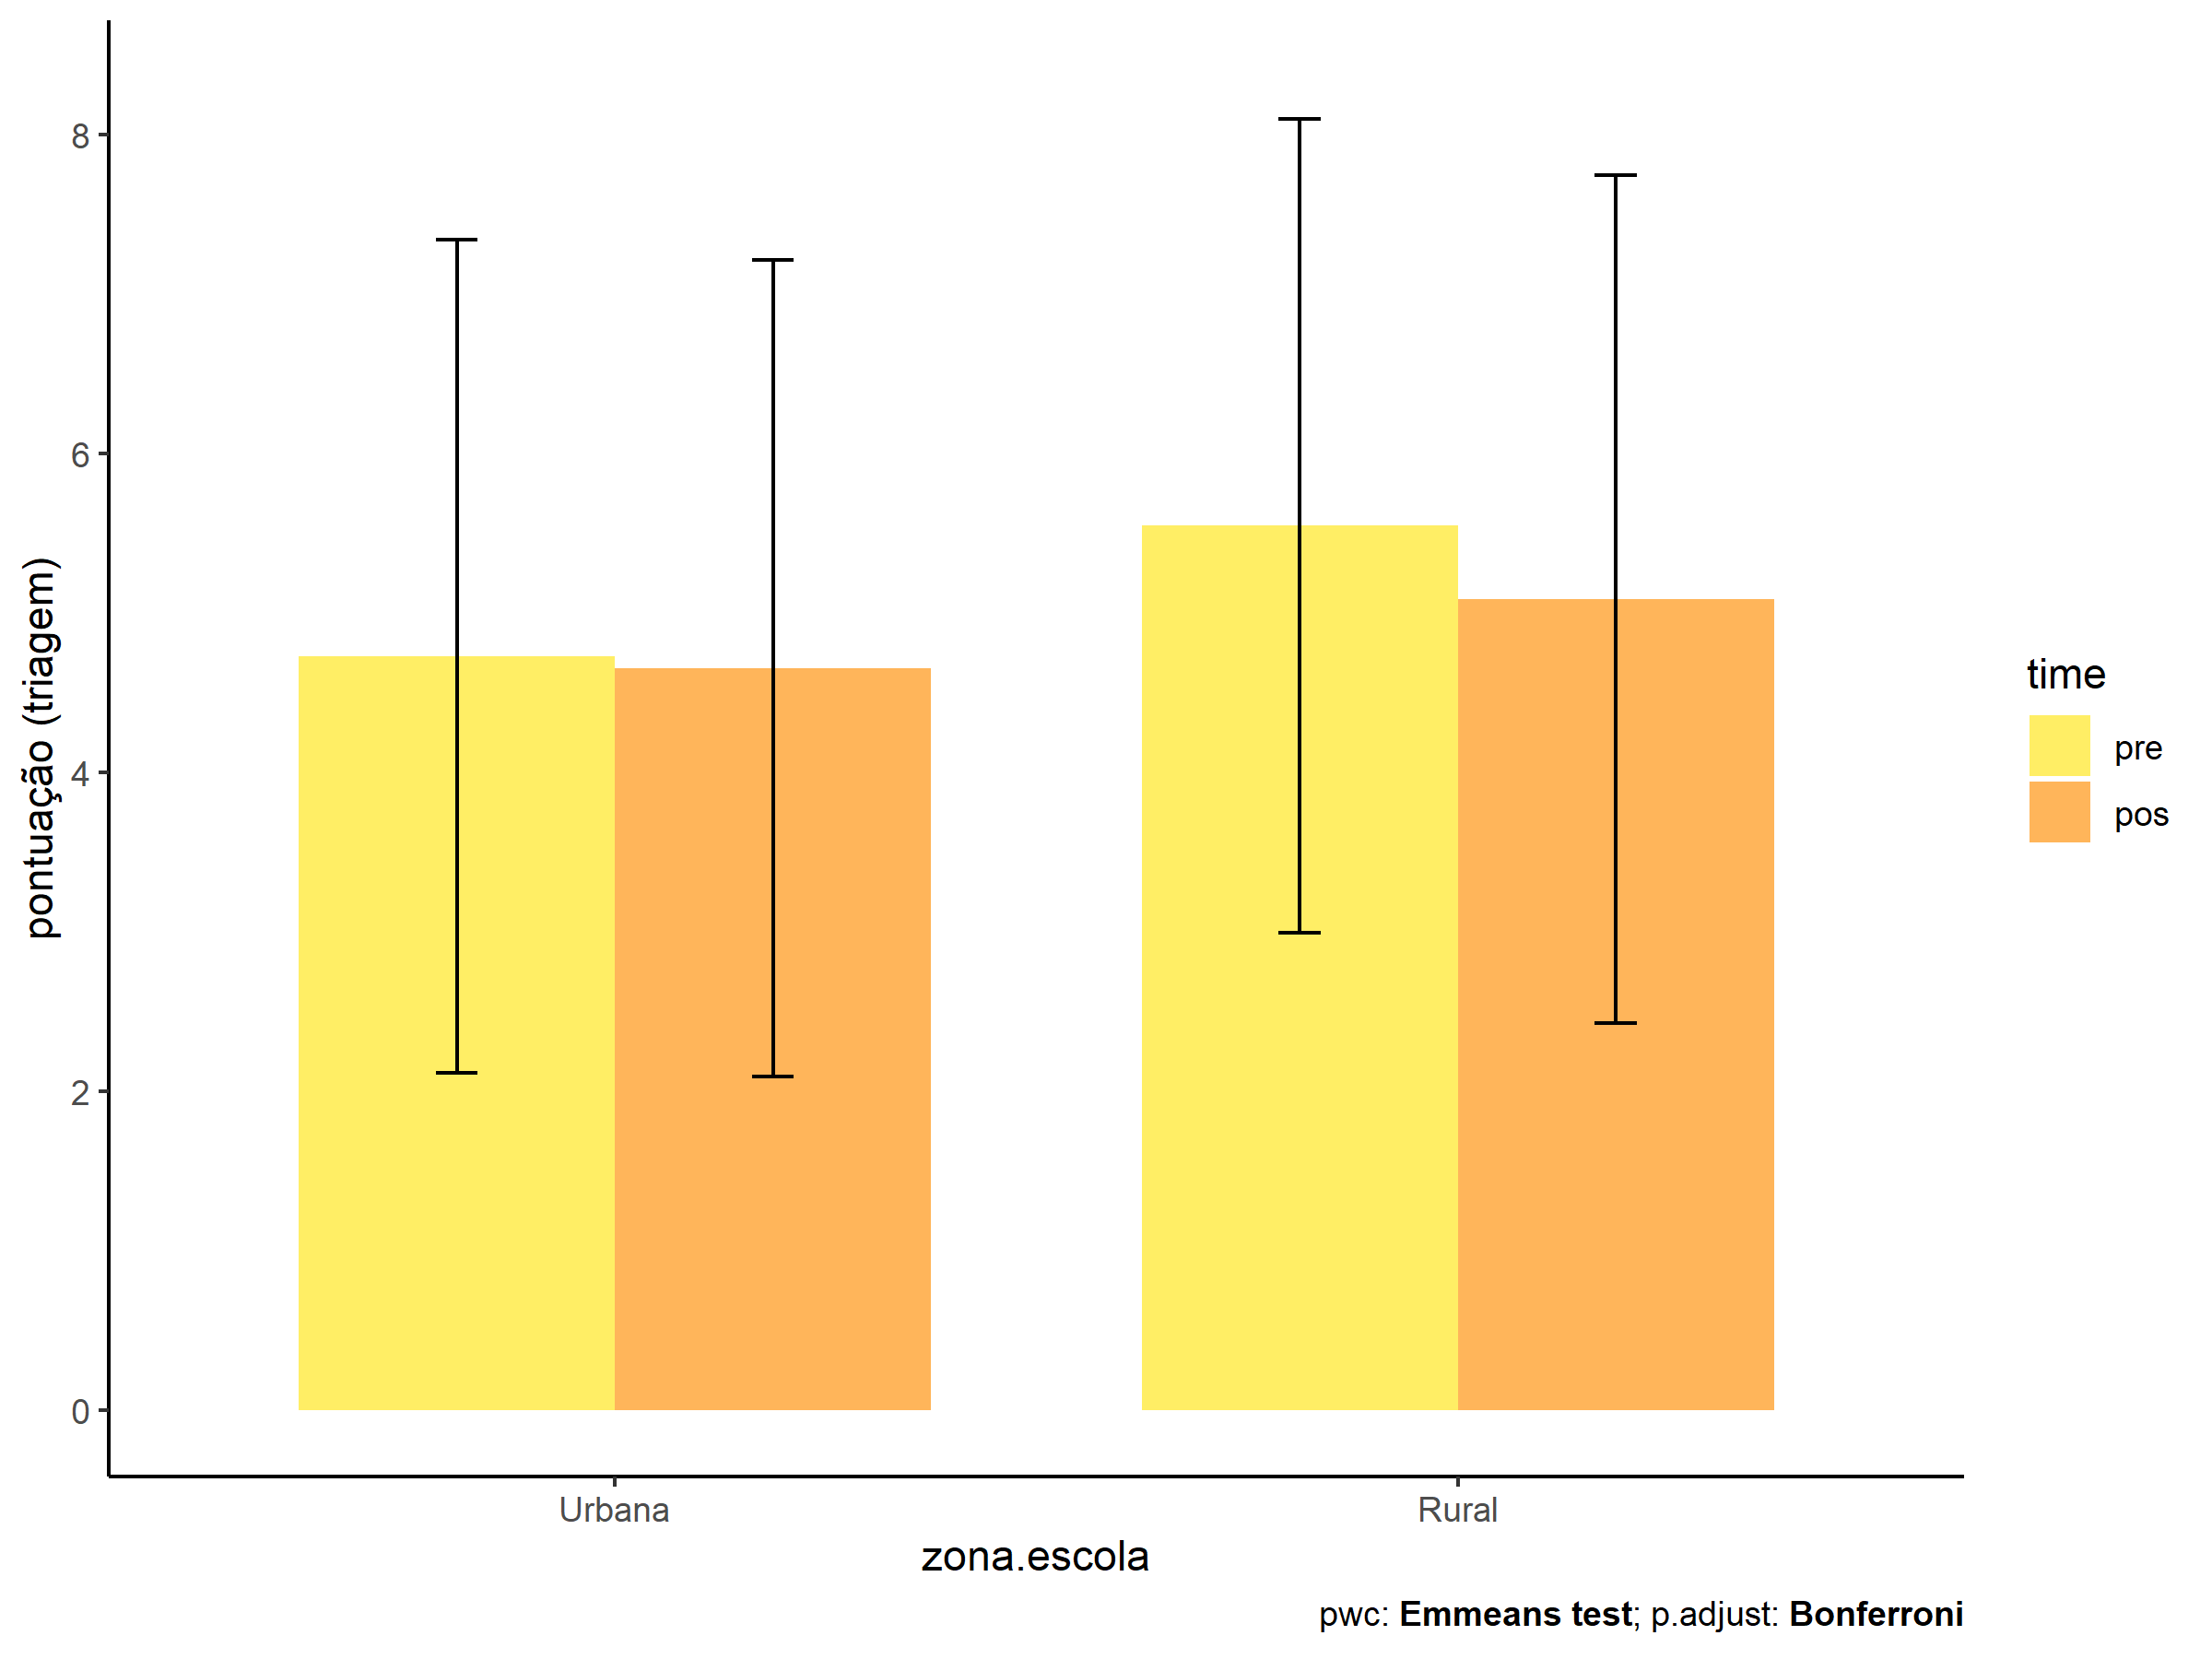 8
6
4
2
0
pontuação (triagem)
Urbana
Rural
zona.escola
time
pre
pos
pwc: Emmeans test; p.adjust: Bonferroni